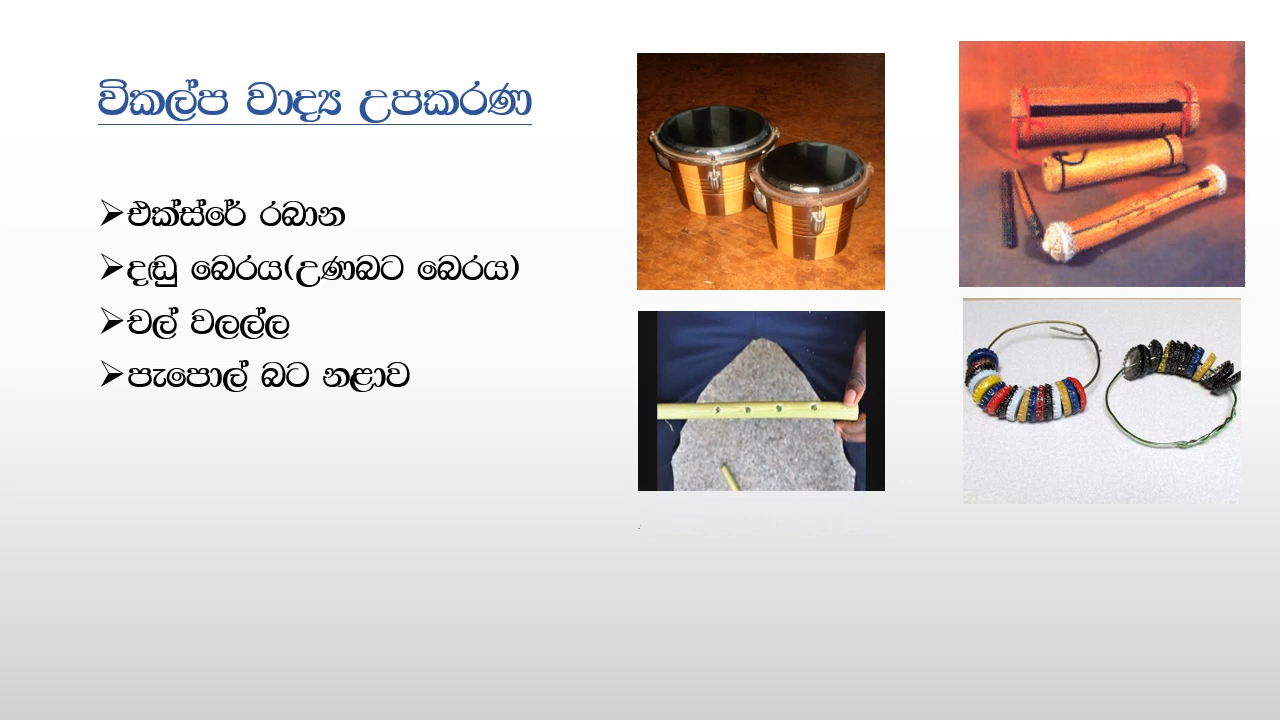 විකල්ප වාද්‍ය උපකරණ
➢එක්ස්රේ රබාන
➢දඬු බෙරය(උණබට බෙරය)
➢චල් වලල්ල
➢පැපොල් බට නළාව